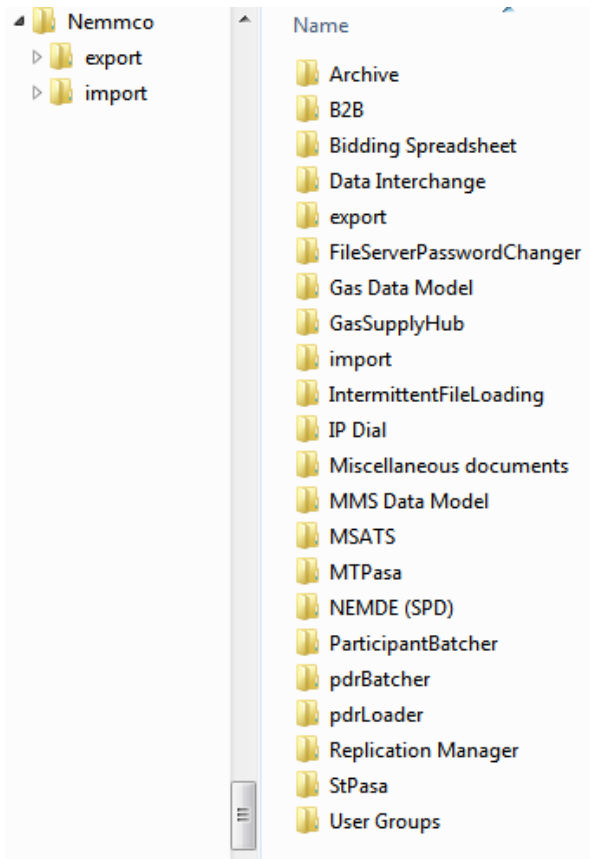 Nemmco
export
import
Name
Archive
B2B
Bidding Spreadsheet
Data Interchange
export
FileServerPasswordChanger
Gas Data Model
GasSupplyHub
import
IntermittentFileLoading
IP Dial
Miscellaneous documents
MMS Data Model
MSATS
MTPasa
NEMDE (SPD)
ParticipantBatcher
pdrBatcher
pdrLoader
Replication Manager
StPasa
User Groups